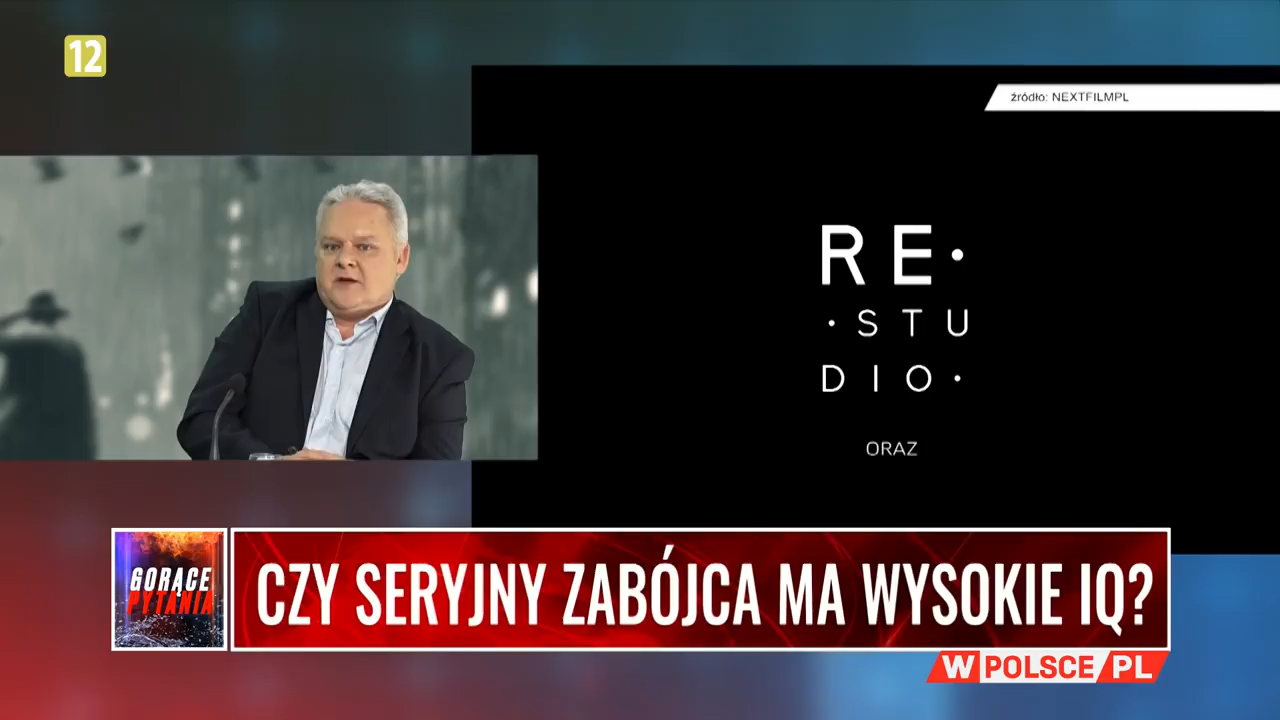 12
źródło: NEXTFILMPL
RE·
·STU
DIO·
ORAZ
GORĄCE
PYTANIA
CZY SERYJNY ZABÓJCA MA WYSOKIE IQ?
WPOLSCE PL